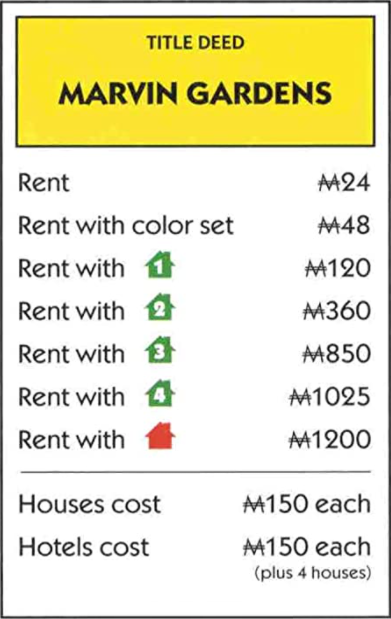 TITLE DEED
MARVIN GARDENS
Rent ₩24
Rent with color set ₩48
Rent with 1 ₩120
Rent with 2 ₩360
Rent with 3 ₩850
Rent with 4 ₩1025
Rent with ₩1200
Houses cost ₩150 each
Hotels cost ₩150 each
(plus 4 houses)